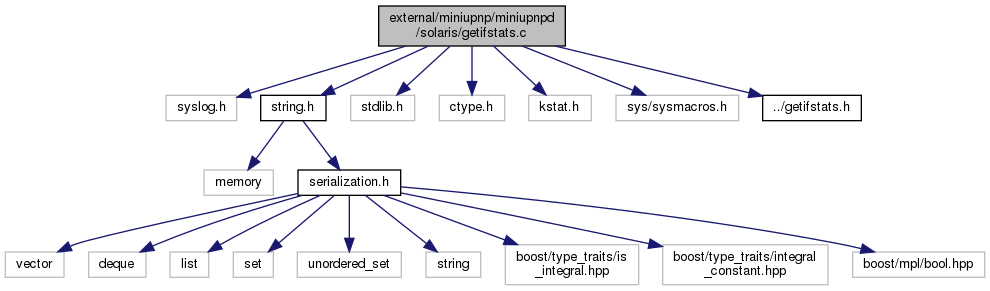 external/miniupnp/miniupnpd
/solaris/getifstats.c
syslog.h
string.h
stdlib.h
ctype.h
kstat.h
sys/sysmacros.h
../getifstats.h
memory
serialization.h
vector
deque
list
set
unordered_set
string
boost/type_traits/is
_integral.hpp
boost/type_traits/integral
_constant.hpp
boost/mpl/bool.hpp